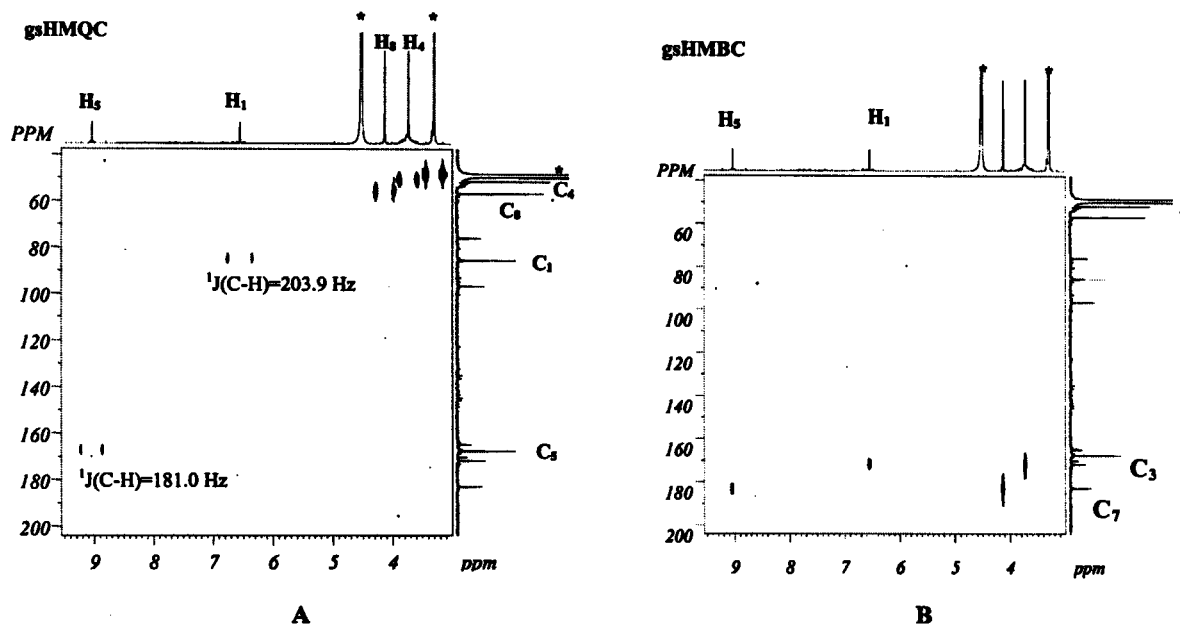 gsHMQC
* *
H8 H4
H5 H1
PPM
60
80
100
120
140
160
180
200
* C4
C8
C1
¹J(C-H)=203.9 Hz
C5
¹J(C-H)=181.0 Hz
9 8 7 6 5 4 ppm
A
gsHMBC
* *
H5 H1
PPM
60
80
100
120
140
160
180
200
C3
C7
9 8 7 6 5 4 ppm
B